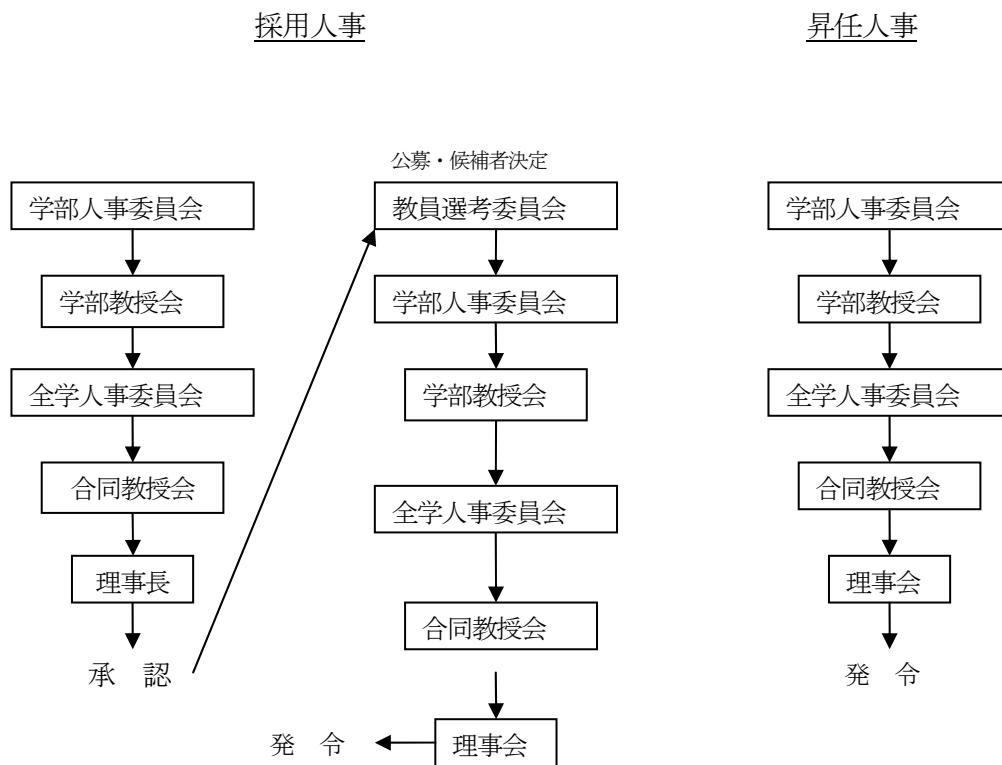 採用人事
昇任人事
公募・候補者決定
学部人事委員会
学部教授会
全学人事委員会
合同教授会
理事長
承　認
教員選考委員会
学部人事委員会
学部教授会
全学人事委員会
合同教授会
理事会
発　令
学部人事委員会
学部教授会
全学人事委員会
合同教授会
理事会
発　令